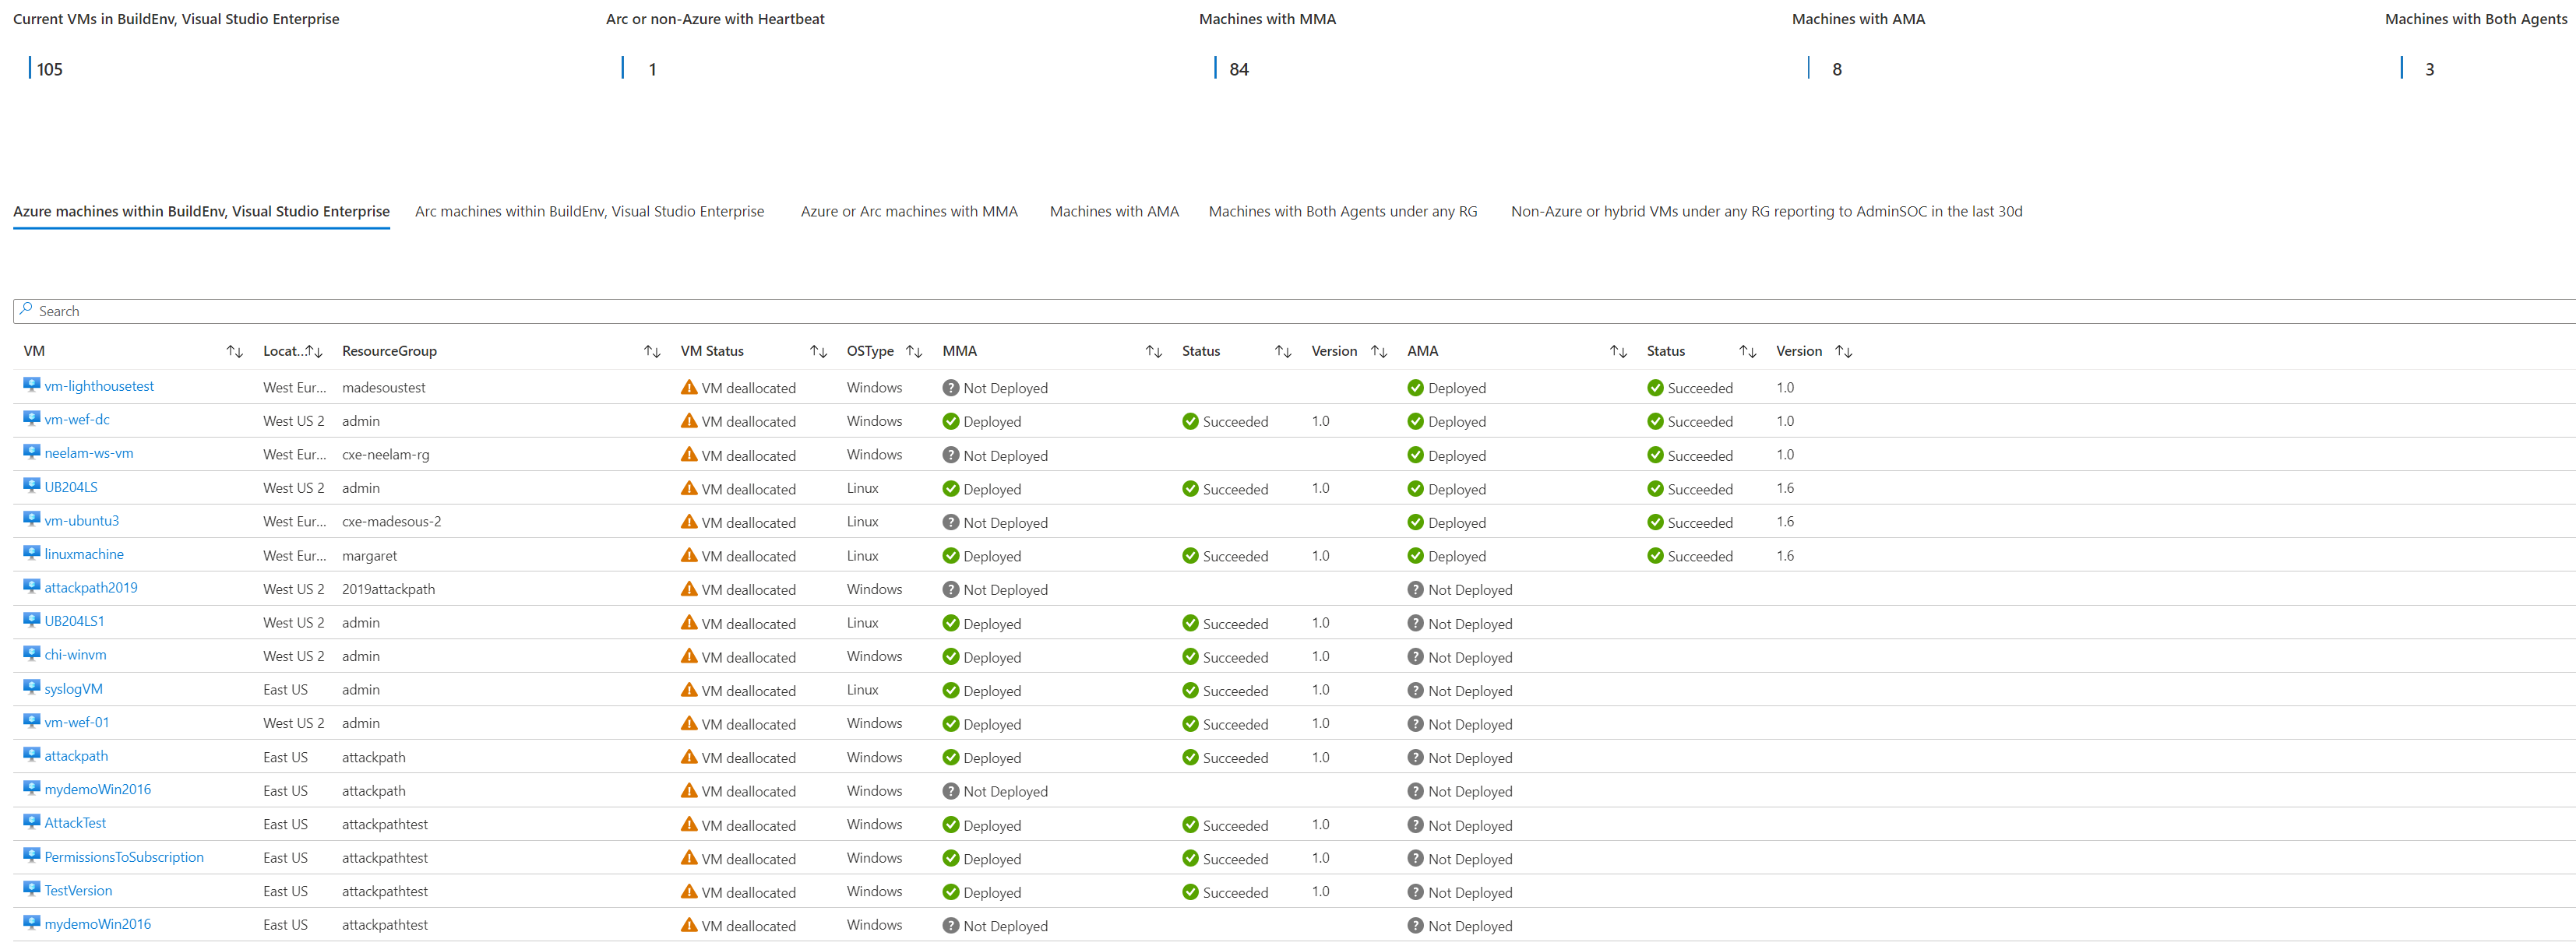 Current VMs in BuildEnv, Visual Studio Enterprise Arc or non-Azure with Heartbeat Machines with MMA Machines with AMA Machines with Both Agents
105 1 84 8 3
Azure machines within BuildEnv, Visual Studio Enterprise Arc machines within BuildEnv, Visual Studio Enterprise Azure or Arc machines with MMA Machines with AMA Machines with Both Agents under any RG Non-Azure or hybrid VMs under any RG reporting to AdminSOC in the last 30d
Search
VM Locat... ResourceGroup VM Status OSType MMA Status Version AMA Status Version
vm-lighthousetest West Eur... madesoustest VM deallocated Windows Not Deployed Deployed Succeeded 1.0
vm-wef-dc West US 2 admin VM deallocated Windows Deployed Succeeded 1.0 Deployed Succeeded 1.0
neelam-ws-vm West Eur... cxe-neelam-rg VM deallocated Windows Not Deployed Deployed Succeeded 1.0
UB204LS West US 2 admin VM deallocated Linux Deployed Succeeded 1.0 Deployed Succeeded 1.6
vm-ubuntu3 West Eur... cxe-madesous-2 VM deallocated Linux Not Deployed Deployed Succeeded 1.6
linuxmachine West Eur... margaret VM deallocated Linux Deployed Succeeded 1.0 Deployed Succeeded 1.6
attackpath2019 West US 2 2019attackpath VM deallocated Windows Not Deployed Not Deployed
UB204LS1 West US 2 admin VM deallocated Linux Deployed Succeeded 1.0 Not Deployed
chi-winvm West US 2 admin VM deallocated Windows Deployed Succeeded 1.0 Not Deployed
syslogVM East US admin VM deallocated Linux Deployed Succeeded 1.0 Not Deployed
vm-wef-01 West US 2 admin VM deallocated Windows Deployed Succeeded 1.0 Not Deployed
attackpath East US attackpath VM deallocated Windows Deployed Succeeded 1.0 Not Deployed
mydemoWin2016 East US attackpath VM deallocated Windows Not Deployed Not Deployed
AttackTest East US attackpathtest VM deallocated Windows Deployed Succeeded 1.0 Not Deployed
PermissionsToSubscription East US attackpathtest VM deallocated Windows Deployed Succeeded 1.0 Not Deployed
TestVersion East US attackpathtest VM deallocated Windows Deployed Succeeded 1.0 Not Deployed
mydemoWin2016 East US attackpathtest VM deallocated Windows Not Deployed Not Deployed